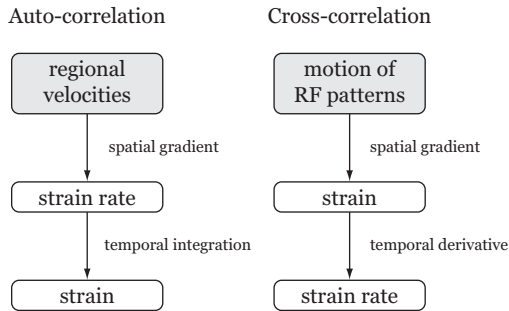 Auto-correlation
regional
velocities
spatial gradient
strain rate
temporal integration
strain
Cross-correlation
motion of
RF patterns
spatial gradient
strain
temporal derivative
strain rate